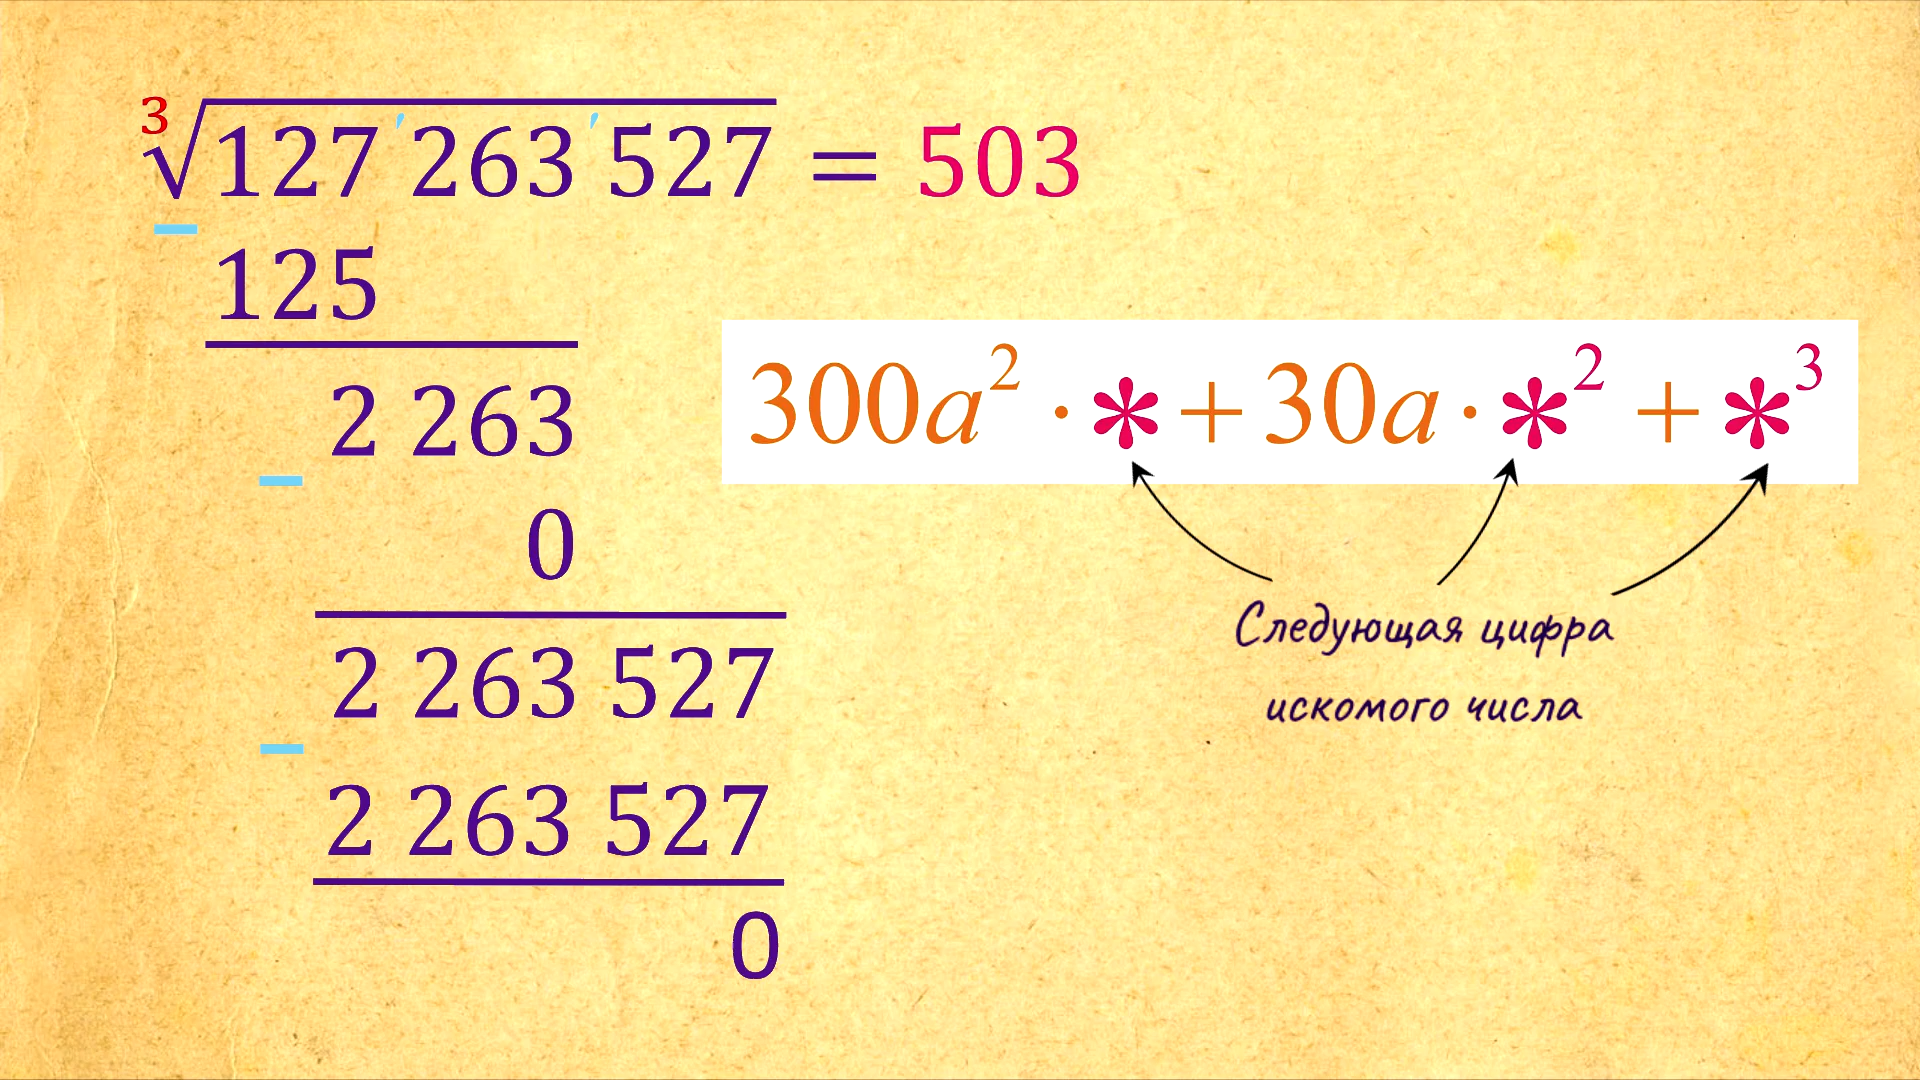 ∛127'263'527 = 503
125
2 263
300a² · * + 30a · *² + *³
0
Следующая цифра
искомого числа
2 263 527
2 263 527
0